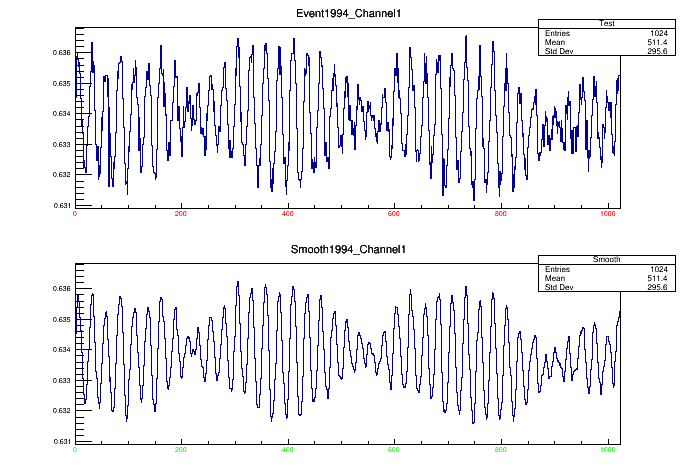 Event1994_Channel1
Test
Entries 1024
Mean 511.4
Std Dev 295.6
0.636
0.635
0.634
0.633
0.632
0.631
0 200 400 600 800 1000
Smooth1994_Channel1
Smooth
Entries 1024
Mean 511.4
Std Dev 295.6
0.636
0.635
0.634
0.633
0.632
0.631
0 200 400 600 800 1000